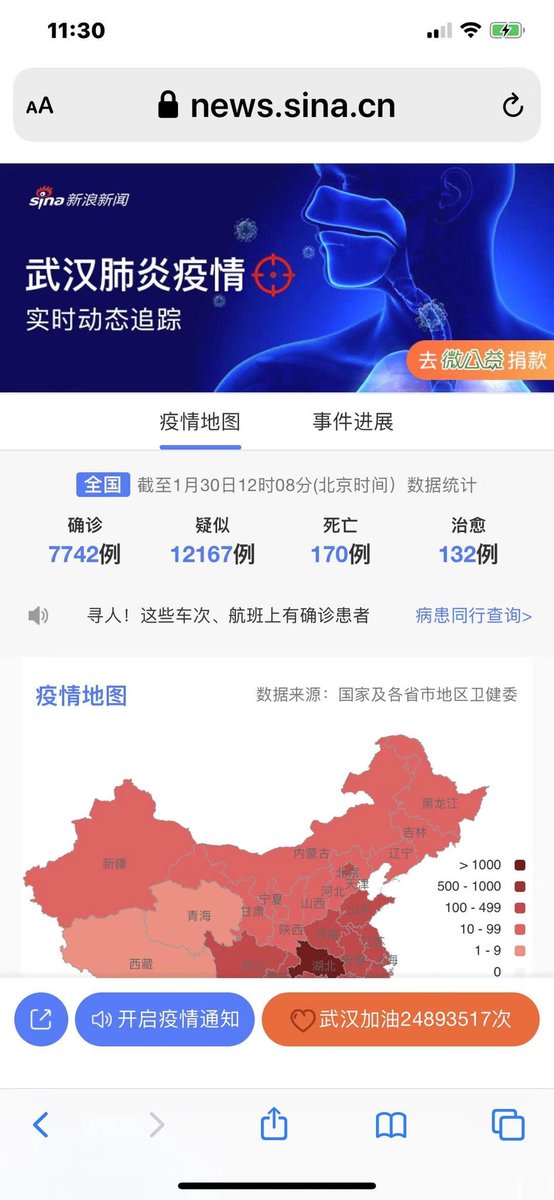 11:30
AA
news.sina.cn
sina 新浪新闻
武汉肺炎疫情
实时动态追踪
去微公益捐款
疫情地图
事件进展
全国 截至1月30日12时08分(北京时间) 数据统计
确诊 疑似 死亡 治愈
7742例 12167例 170例 132例
寻人！这些车次、航班上有确诊患者
病患同行查询>
疫情地图
数据来源：国家及各省市地区卫健委
黑龙江
吉林
辽宁
新疆
内蒙古
北京
天津
河北
宁夏
山西
甘肃
青海
陕西
西藏
湖北
> 1000
500 - 1000
100 - 499
10 - 99
1 - 9
0
开启疫情通知
武汉加油24893517次